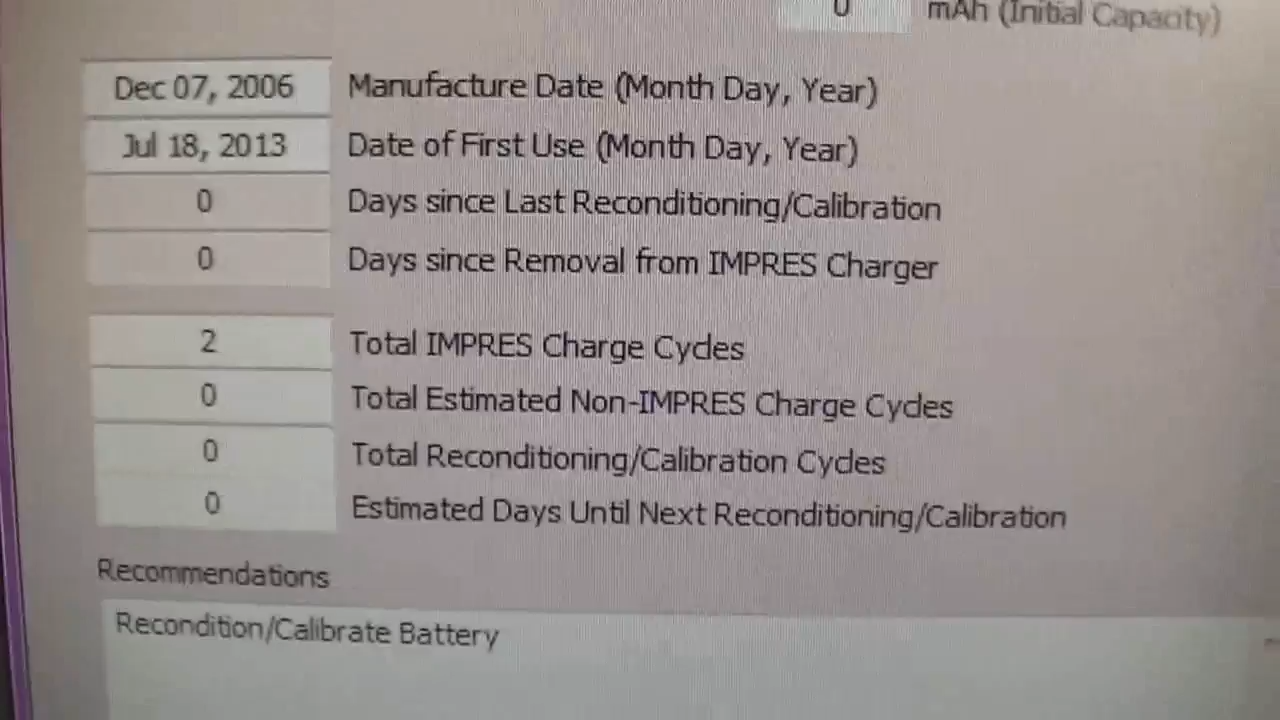 0 mAh (Initial Capacity)
Dec 07, 2006 Manufacture Date (Month Day, Year)
Jul 18, 2013 Date of First Use (Month Day, Year)
0 Days since Last Reconditioning/Calibration
0 Days since Removal from IMPRES Charger
2 Total IMPRES Charge Cycles
0 Total Estimated Non-IMPRES Charge Cycles
0 Total Reconditioning/Calibration Cycles
0 Estimated Days Until Next Reconditioning/Calibration
Recommendations
Recondition/Calibrate Battery